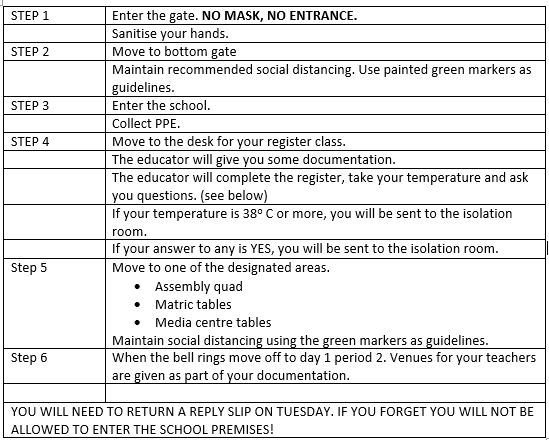 STEP 1 Enter the gate. NO MASK, NO ENTRANCE.
Sanitise your hands.
STEP 2 Move to bottom gate
Maintain recommended social distancing. Use painted green markers as
guidelines.
STEP 3 Enter the school.
Collect PPE.
STEP 4 Move to the desk for your register class.
The educator will give you some documentation.
The educator will complete the register, take your temperature and ask
you questions. (see below)
If your temperature is 38º C or more, you will be sent to the isolation
room.
If your answer to any is YES, you will be sent to the isolation room.
Step 5 Move to one of the designated areas.
• Assembly quad
• Matric tables
• Media centre tables
Maintain social distancing using the green markers as guidelines.
Step 6 When the bell rings move off to day 1 period 2. Venues for your teachers
are given as part of your documentation.
YOU WILL NEED TO RETURN A REPLY SLIP ON TUESDAY. IF YOU FORGET YOU WILL NOT BE
ALLOWED TO ENTER THE SCHOOL PREMISES!